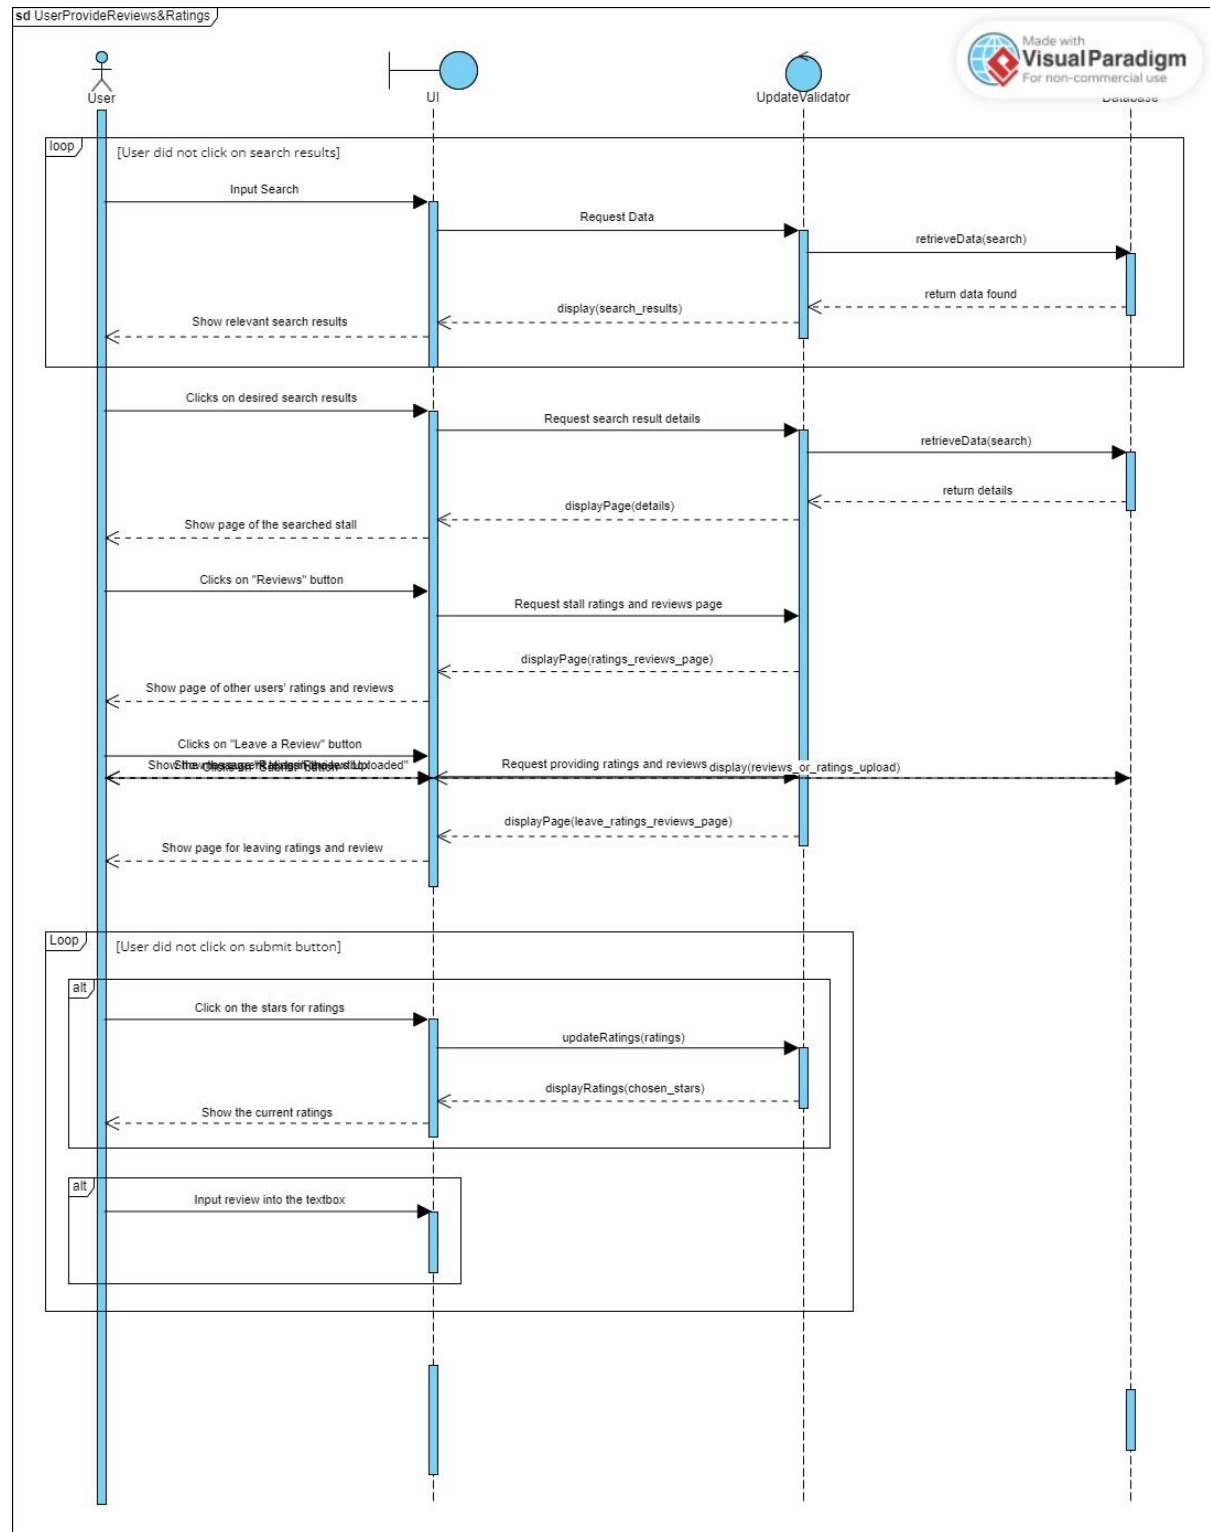 sd UserProvideReviews&Ratings
Made with
Visual Paradigm
For non-commercial use
User
UI
UpdateValidator
Database
loop
[User did not click on search results]
Input Search
Request Data
retrieveData(search)
return data found
display(search_results)
Show relevant search results
Clicks on desired search results
Request search result details
retrieveData(search)
return details
displayPage(details)
Show page of the searched stall
Clicks on "Reviews" button
Request stall ratings and reviews page
displayPage(ratings_reviews_page)
Show page of other users' ratings and reviews
Clicks on "Leave a Review" button
Request providing ratings and reviews
display(reviews_or_ratings_upload)
displayPage(leave_ratings_reviews_page)
Show page for leaving ratings and review
Loop
[User did not click on submit button]
alt
Click on the stars for ratings
updateRatings(ratings)
displayRatings(chosen_stars)
Show the current ratings
alt
Input review into the textbox